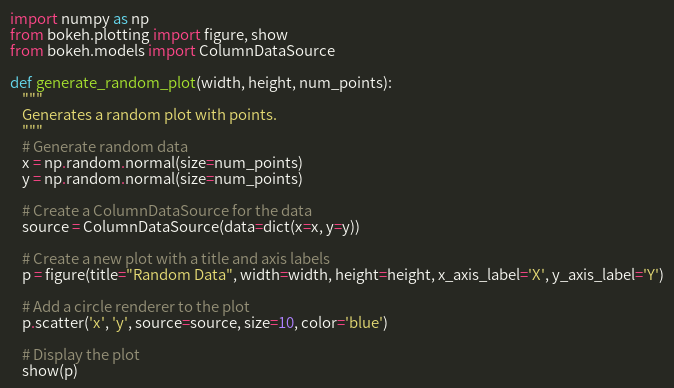 import numpy as np
from bokeh.plotting import figure, show
from bokeh.models import ColumnDataSource

def generate_random_plot(width, height, num_points):
    """
    Generates a random plot with points.
    """
    # Generate random data
    x = np.random.normal(size=num_points)
    y = np.random.normal(size=num_points)

    # Create a ColumnDataSource for the data
    source = ColumnDataSource(data=dict(x=x, y=y))

    # Create a new plot with a title and axis labels
    p = figure(title="Random Data", width=width, height=height, x_axis_label='X', y_axis_label='Y')

    # Add a circle renderer to the plot
    p.scatter('x', 'y', source=source, size=10, color='blue')

    # Display the plot
    show(p)